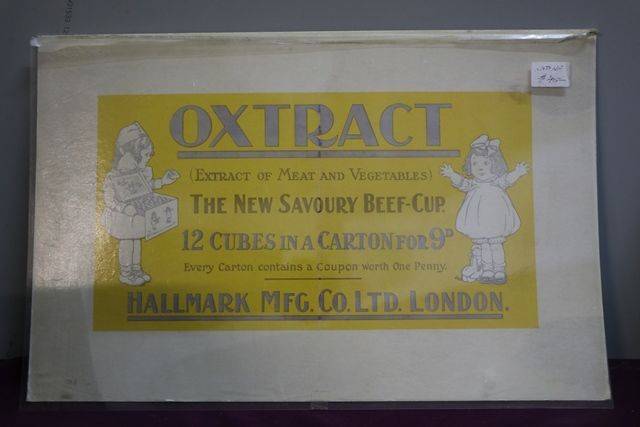 OXTRACT
(EXTRACT OF MEAT AND VEGETABLES)
THE NEW SAVOURY BEEF-CUP.
12 CUBES IN A CARTON FOR 9D
Every Carton contains a Coupon worth One Penny.
HALLMARK MFG. CO. LTD. LONDON.